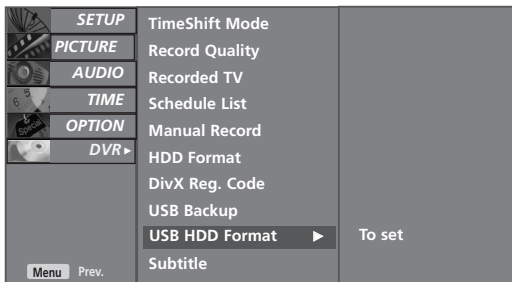 SETUP
PICTURE
AUDIO
TIME
OPTION
DVR
TimeShift Mode
Record Quality
Recorded TV
Schedule List
Manual Record
HDD Format
DivX Reg. Code
USB Backup
USB HDD Format ► To set
Subtitle
Menu Prev.
Special